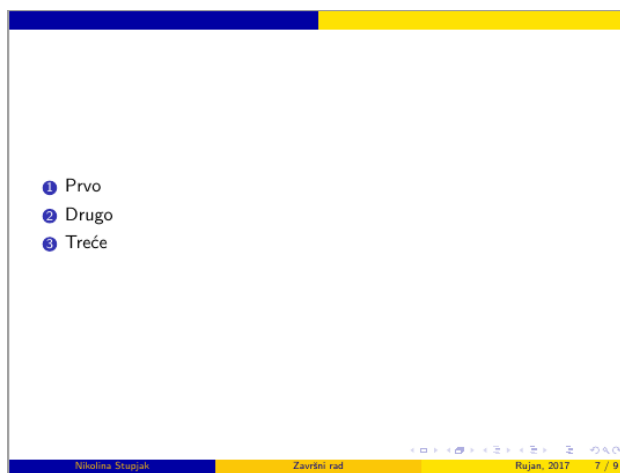 1 Prvo
2 Drugo
3 Treće
Nikolina Stupjak Završni rad Rujan, 2017 7 / 9